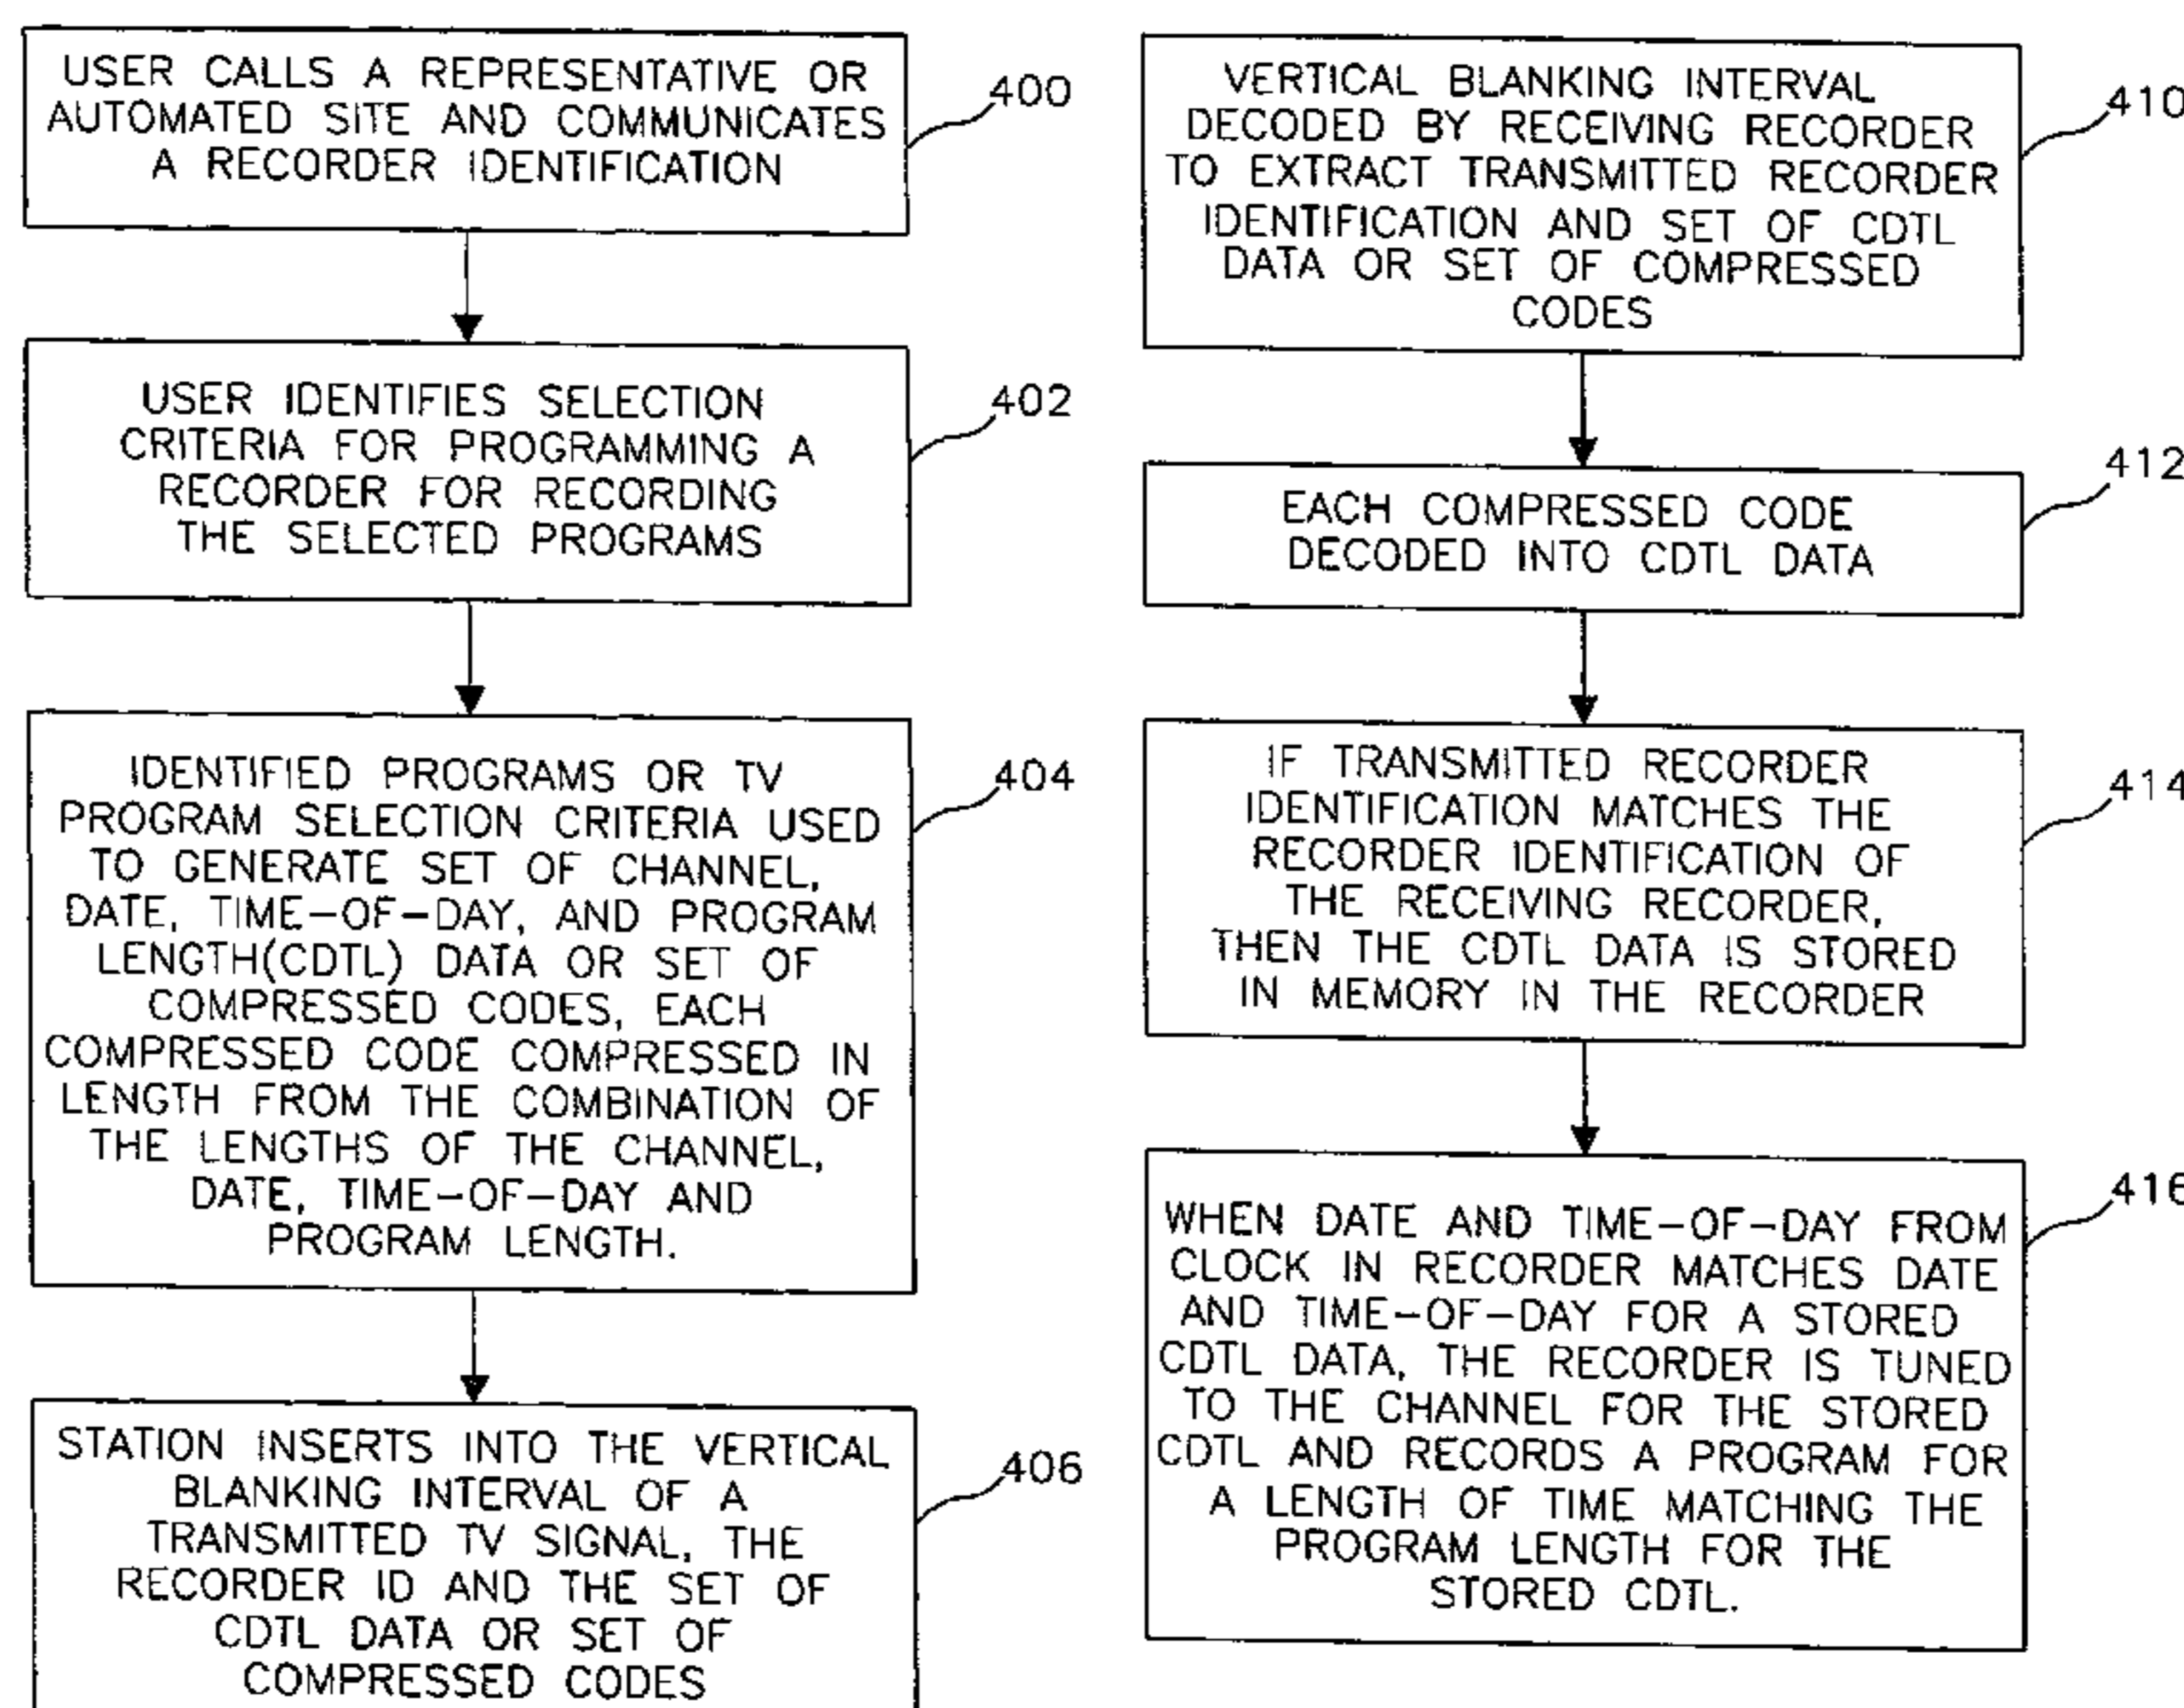 USER CALLS A REPRESENTATIVE OR
AUTOMATED SITE AND COMMUNICATES
A RECORDER IDENTIFICATION
400
USER IDENTIFIES SELECTION
CRITERIA FOR PROGRAMMING A
RECORDER FOR RECORDING
THE SELECTED PROGRAMS
402
IDENTIFIED PROGRAMS OR TV
PROGRAM SELECTION CRITERIA USED
TO GENERATE SET OF CHANNEL,
DATE, TIME-OF-DAY, AND PROGRAM
LENGTH(CDTL) DATA OR SET OF
COMPRESSED CODES, EACH
COMPRESSED CODE COMPRESSED IN
LENGTH FROM THE COMBINATION OF
THE LENGTHS OF THE CHANNEL,
DATE, TIME-OF-DAY AND
PROGRAM LENGTH.
404
STATION INSERTS INTO THE VERTICAL
BLANKING INTERVAL OF A
TRANSMITTED TV SIGNAL, THE
RECORDER ID AND THE SET OF
CDTL DATA OR SET OF
COMPRESSED CODES
406
VERTICAL BLANKING INTERVAL
DECODED BY RECEIVING RECORDER
TO EXTRACT TRANSMITTED RECORDER
IDENTIFICATION AND SET OF CDTL
DATA OR SET OF COMPRESSED
CODES
410
EACH COMPRESSED CODE
DECODED INTO CDTL DATA
412
IF TRANSMITTED RECORDER
IDENTIFICATION MATCHES THE
RECORDER IDENTIFICATION OF
THE RECEIVING RECORDER,
THEN THE CDTL DATA IS STORED
IN MEMORY IN THE RECORDER
414
WHEN DATE AND TIME-OF-DAY FROM
CLOCK IN RECORDER MATCHES DATE
AND TIME-OF-DAY FOR A STORED
CDTL DATA, THE RECORDER IS TUNED
TO THE CHANNEL FOR THE STORED
CDTL AND RECORDS A PROGRAM FOR
A LENGTH OF TIME MATCHING THE
PROGRAM LENGTH FOR THE
STORED CDTL.
416